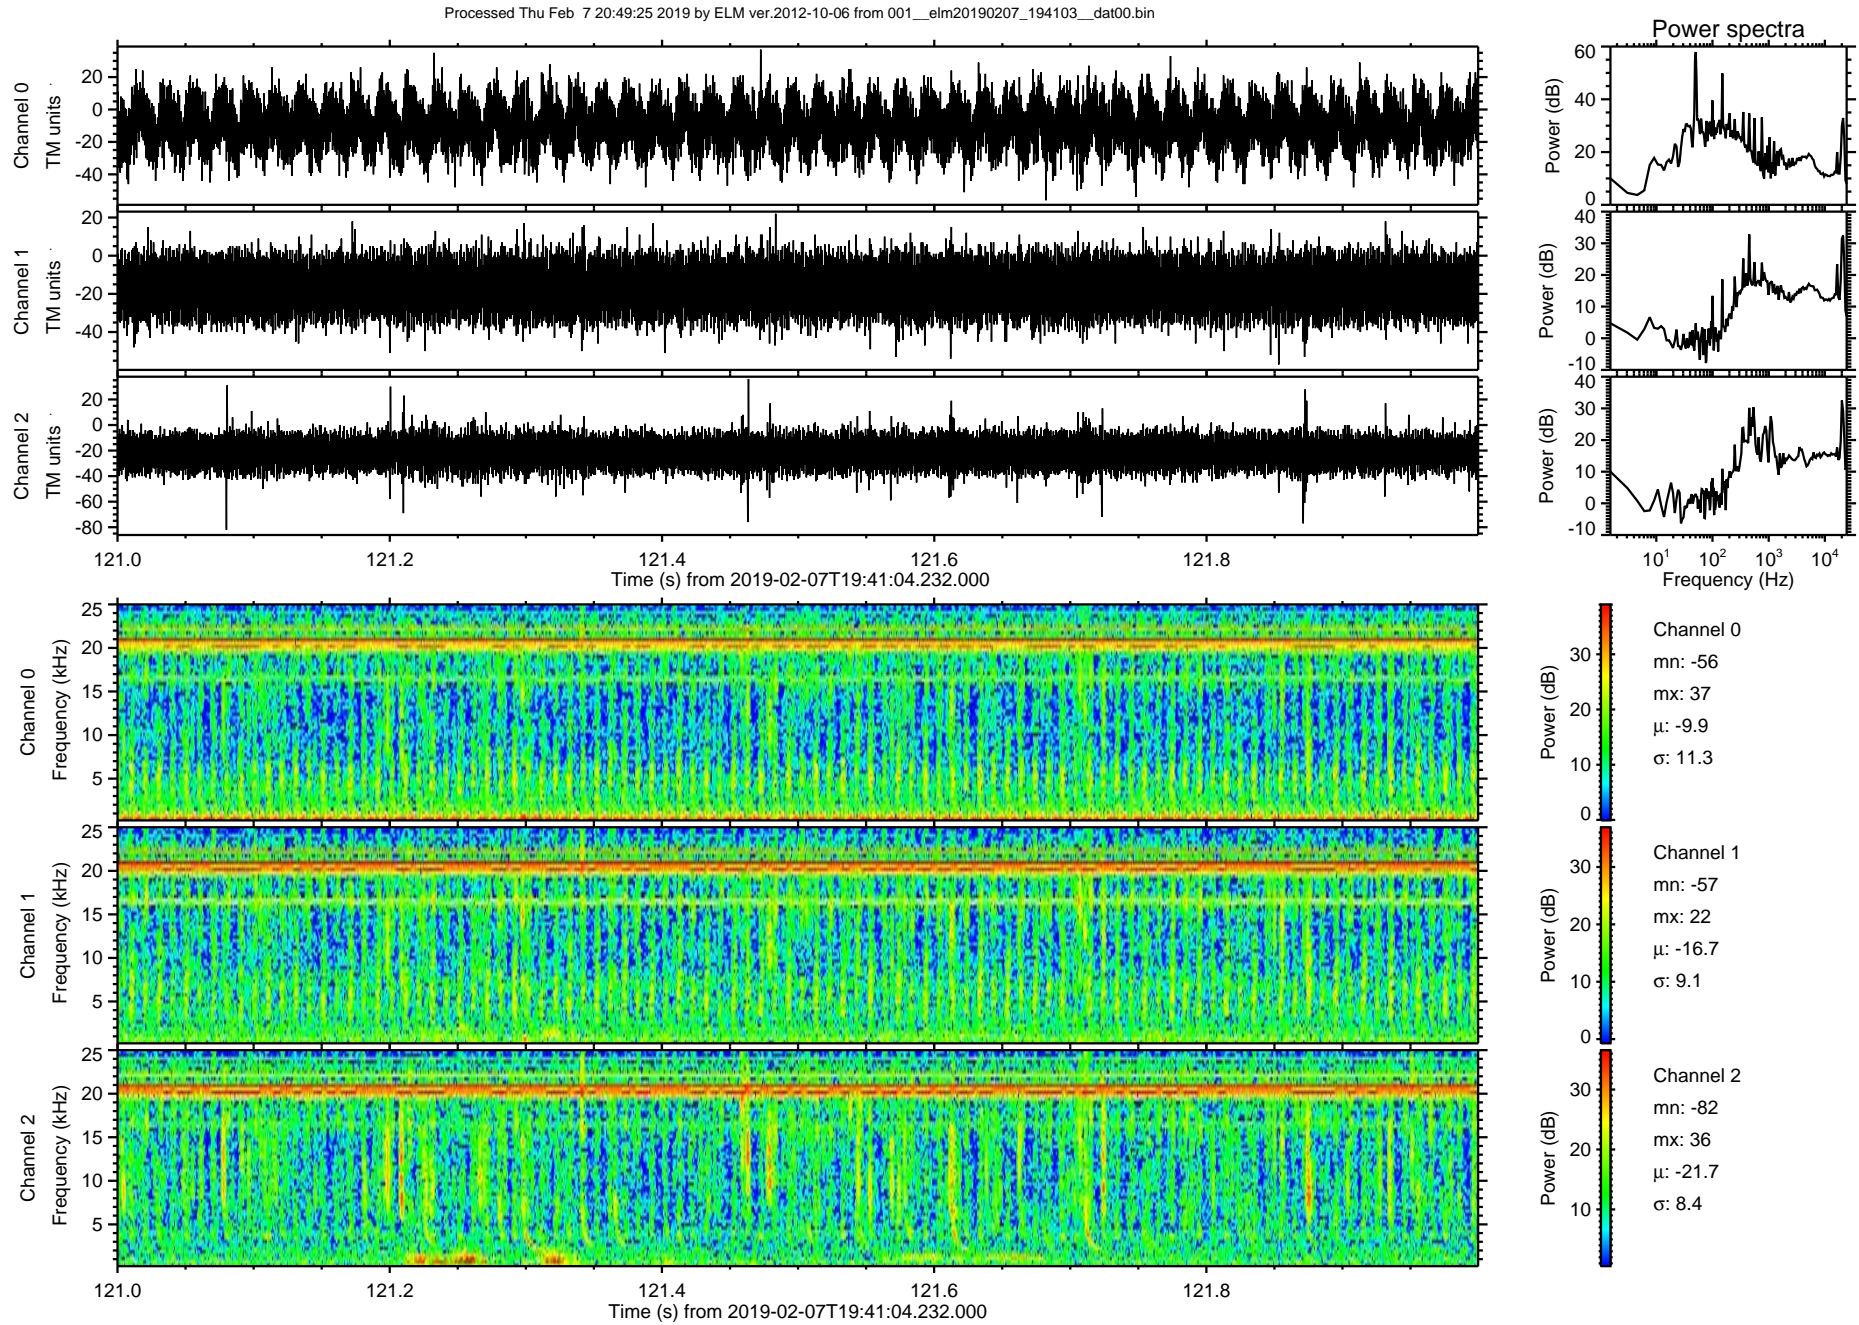 Processed Thu Feb  7 20:49:25 2019 by ELM ver.2012-10-06 from 001__elm20190207_194103__dat00.bin
Power spectra
Channel 0
TM units
20
0
-20
-40
Power (dB)
60
40
20
0
Channel 1
TM units
20
0
-20
-40
Power (dB)
40
30
20
10
0
-10
Channel 2
TM units
20
0
-20
-40
-60
-80
Power (dB)
40
30
20
10
0
-10
121.0 121.2 121.4 121.6 121.8
Time (s) from 2019-02-07T19:41:04.232.000
10¹ 10² 10³ 10⁴
Frequency (Hz)
Channel 0
Frequency (kHz)
25
20
15
10
5
Power (dB)
30
20
10
0
Channel 0
mn: -56
mx: 37
μ: -9.9
σ: 11.3
Channel 1
Frequency (kHz)
25
20
15
10
5
Power (dB)
30
20
10
0
Channel 1
mn: -57
mx: 22
μ: -16.7
σ: 9.1
Channel 2
Frequency (kHz)
25
20
15
10
5
Power (dB)
30
20
10
Channel 2
mn: -82
mx: 36
μ: -21.7
σ: 8.4
121.0 121.2 121.4 121.6 121.8
Time (s) from 2019-02-07T19:41:04.232.000